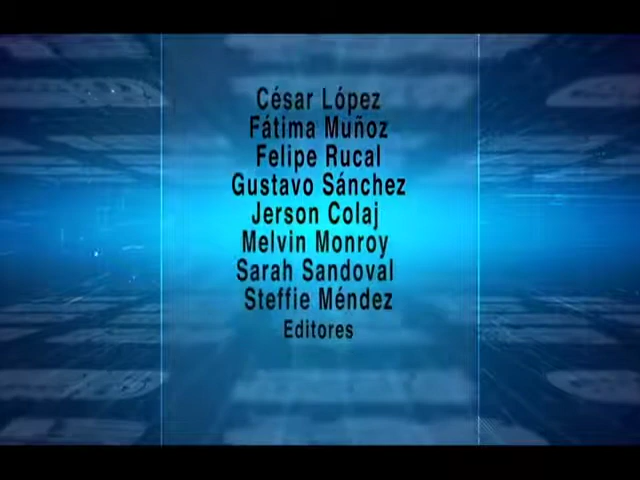 César López
Fátima Muñoz
Felipe Rucal
Gustavo Sánchez
Jerson Colaj
Melvin Monroy
Sarah Sandoval
Steffie Méndez
Editores